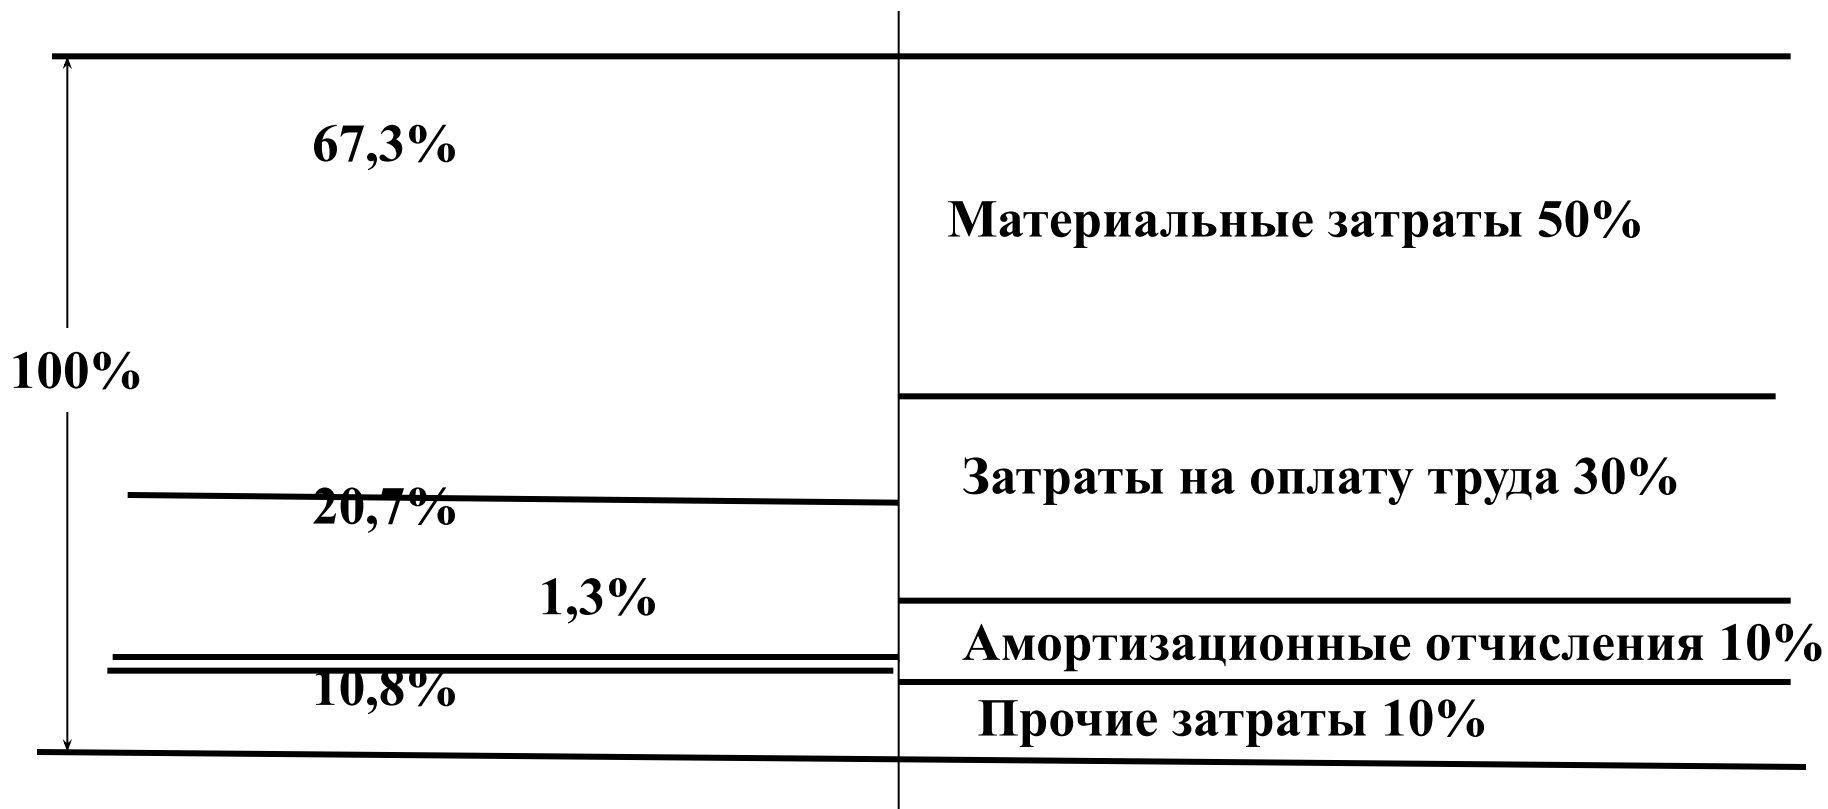 67,3%
Материальные затраты 50%
100%
Затраты на оплату труда 30%
20,7%
1,3%
Амортизационные отчисления 10%
10,8%
Прочие затраты 10%